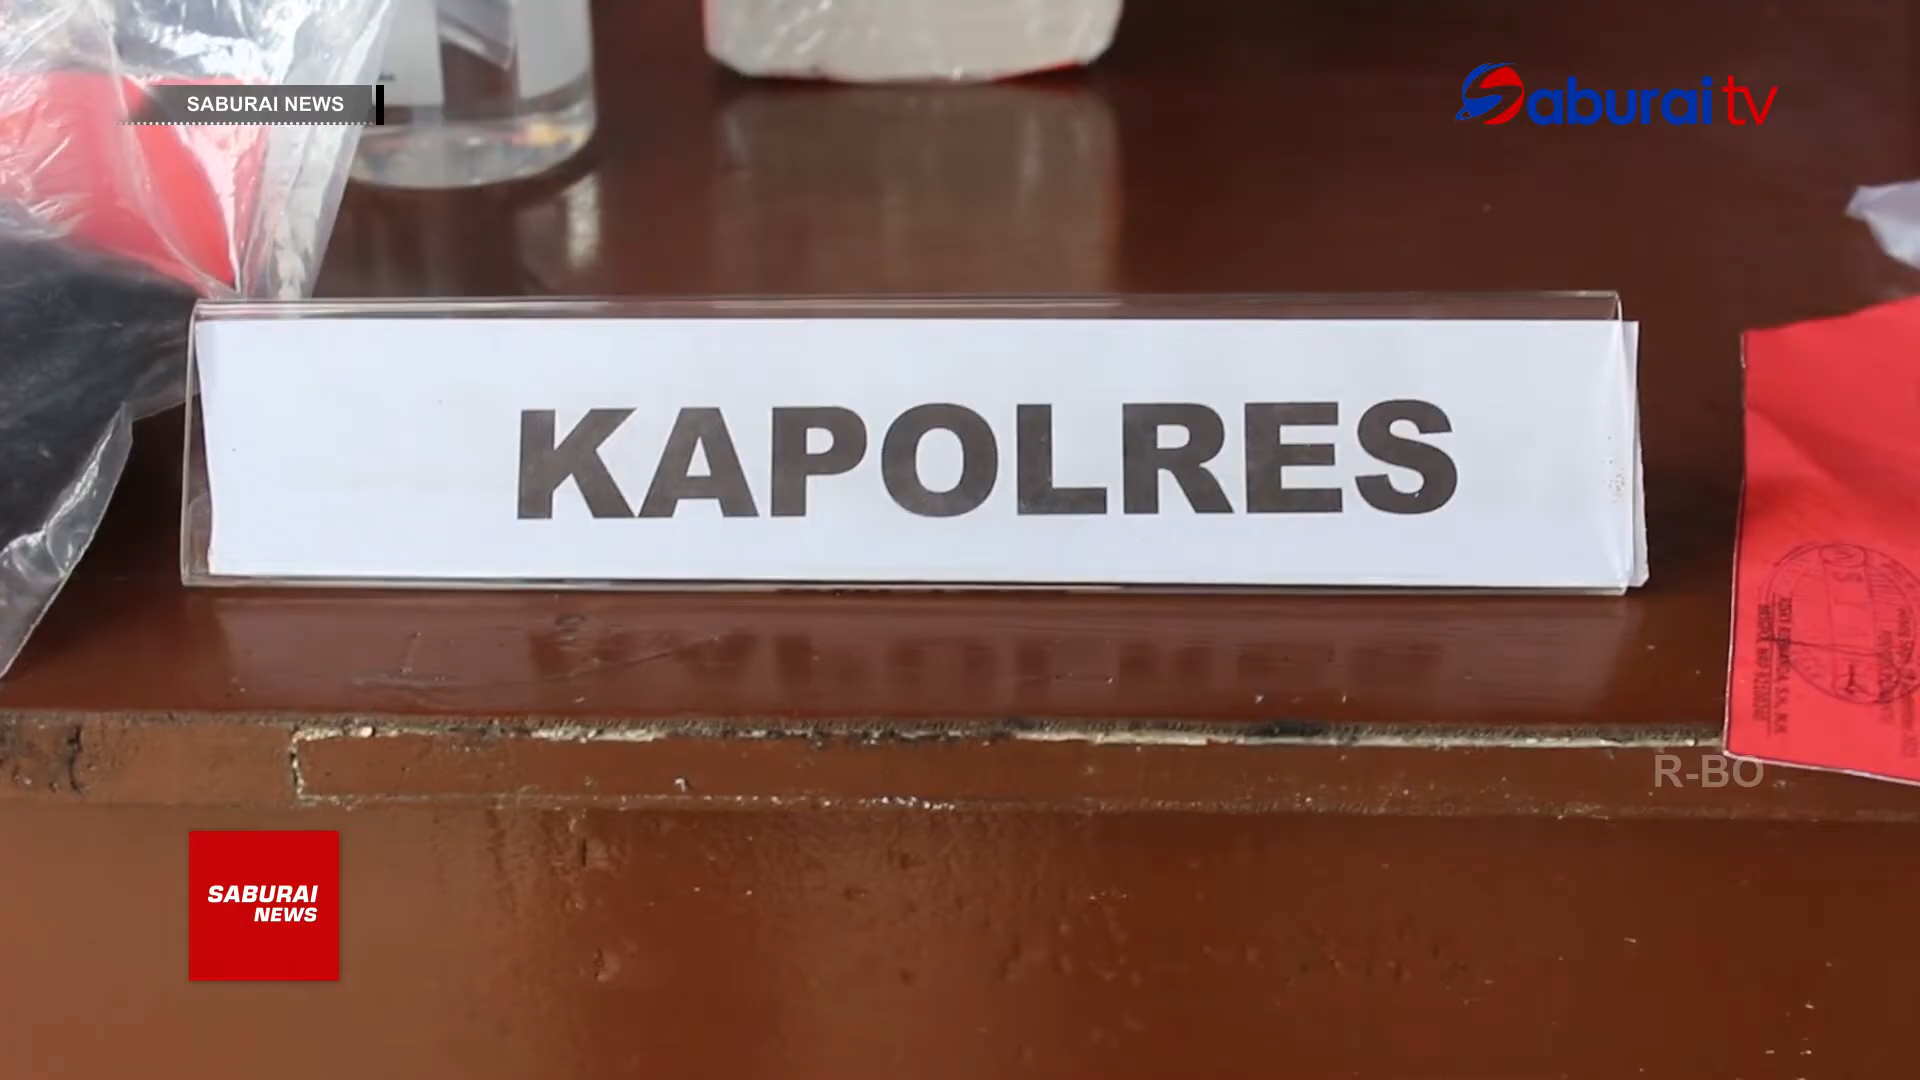 SABURAI NEWS
Saburai tv
KAPOLRES
R-BO
SABURAI
NEWS